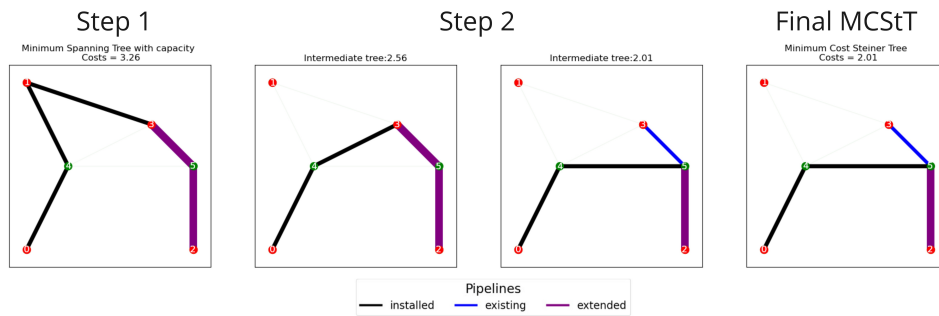 Step 1
Step 2
Final MCStT
Minimum Spanning Tree with capacity
Costs = 3.26
Intermediate tree:2.56
Intermediate tree:2.01
Minimum Cost Steiner Tree
Costs = 2.01
1
3
4
5
0
2
1
3
4
5
0
2
1
3
4
5
0
2
1
3
4
5
0
2
Pipelines
installed
existing
extended